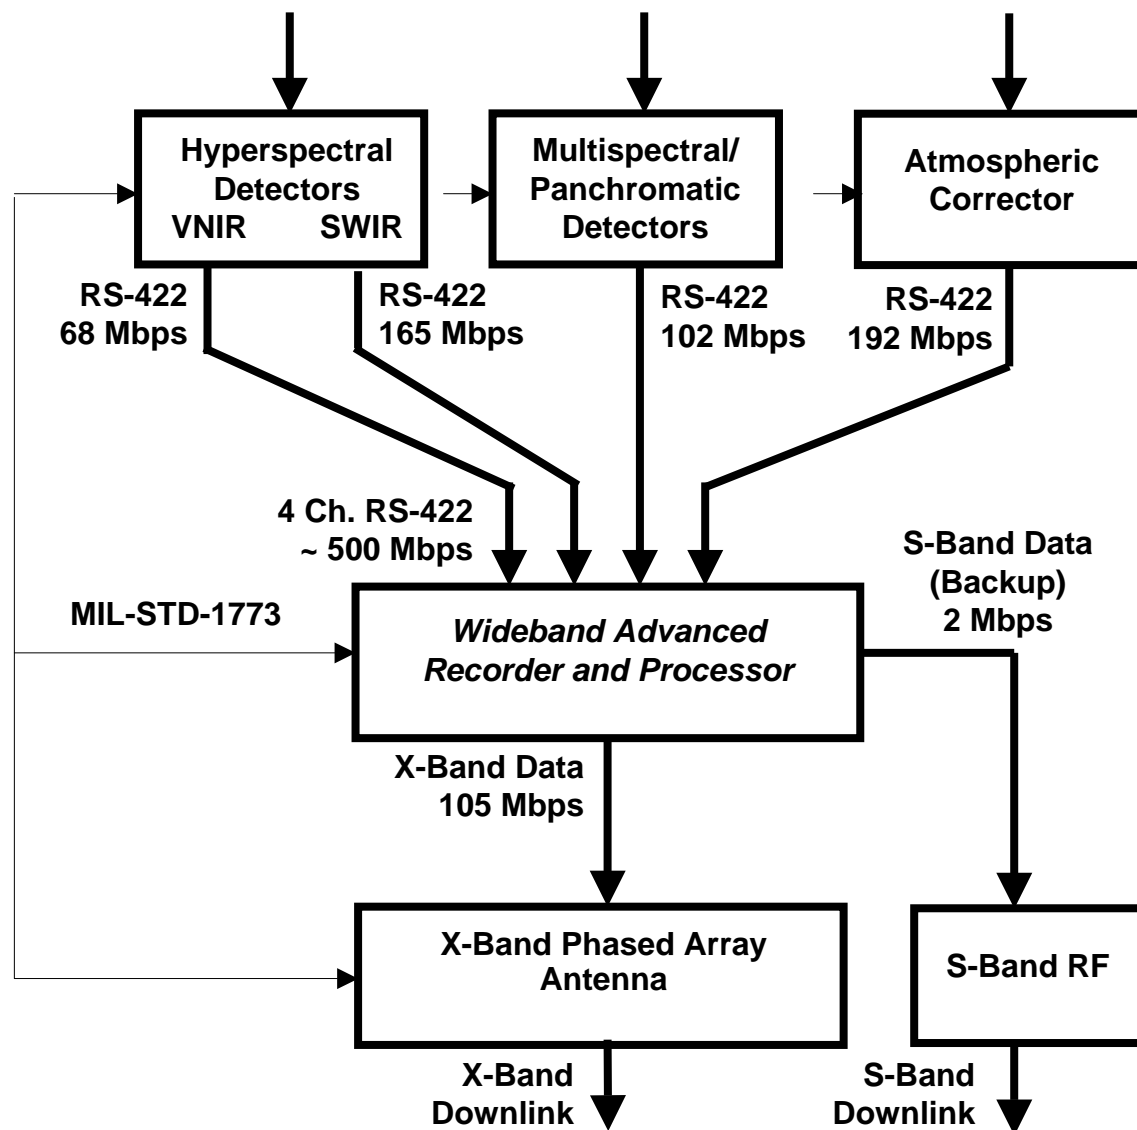 Hyperspectral
Detectors
VNIR SWIR
Multispectral/
Panchromatic
Detectors
Atmospheric
Corrector
RS-422
68 Mbps
RS-422
165 Mbps
RS-422
102 Mbps
RS-422
192 Mbps
4 Ch. RS-422
~ 500 Mbps
S-Band Data
(Backup)
2 Mbps
MIL-STD-1773
Wideband Advanced
Recorder and Processor
X-Band Data
105 Mbps
X-Band Phased Array
Antenna
S-Band RF
X-Band
Downlink
S-Band
Downlink